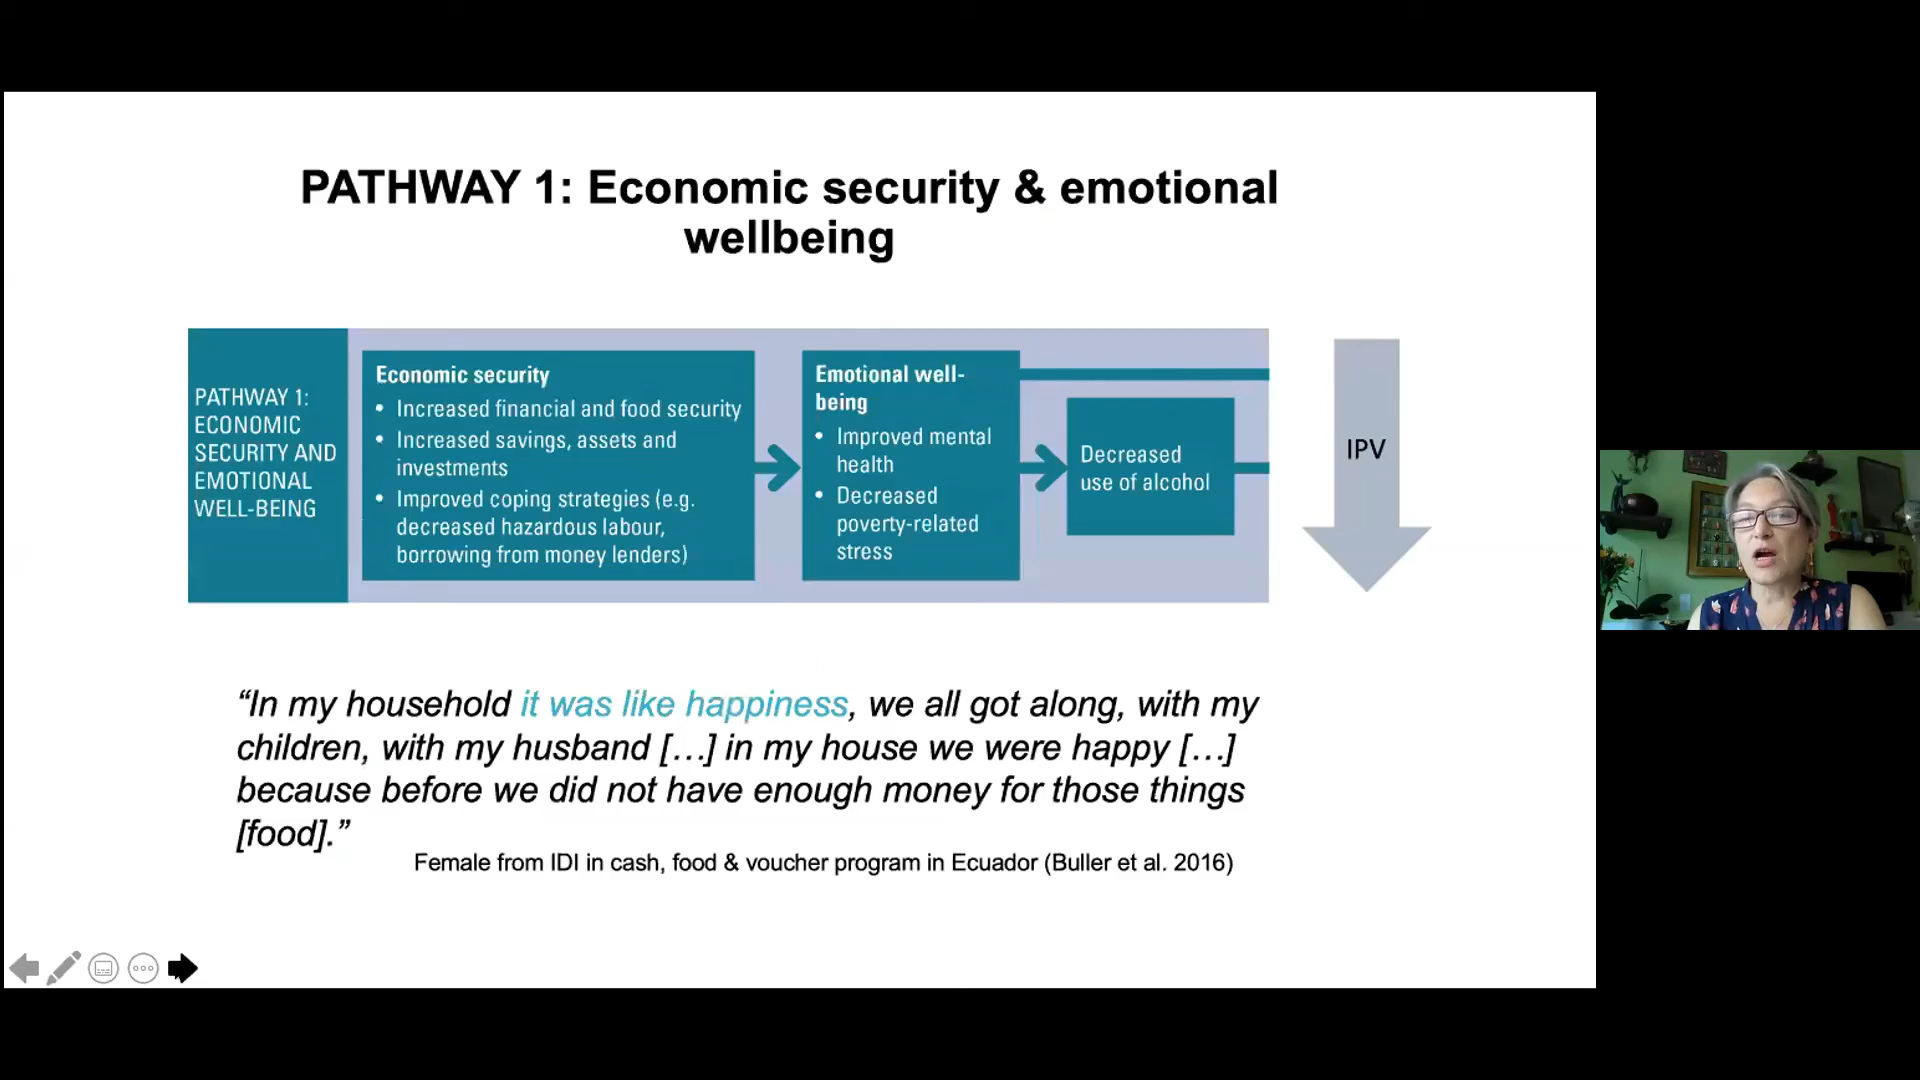 PATHWAY 1: Economic security & emotional
wellbeing
PATHWAY 1:
ECONOMIC
SECURITY AND
EMOTIONAL
WELL-BEING
Economic security
• Increased financial and food security
• Increased savings, assets and
investments
• Improved coping strategies (e.g.
decreased hazardous labour,
borrowing from money lenders)
Emotional well-
being
• Improved mental
health
• Decreased
poverty-related
stress
Decreased
use of alcohol
IPV
“In my household it was like happiness, we all got along, with my
children, with my husband […] in my house we were happy […]
because before we did not have enough money for those things
[food].”
Female from IDI in cash, food & voucher program in Ecuador (Buller et al. 2016)